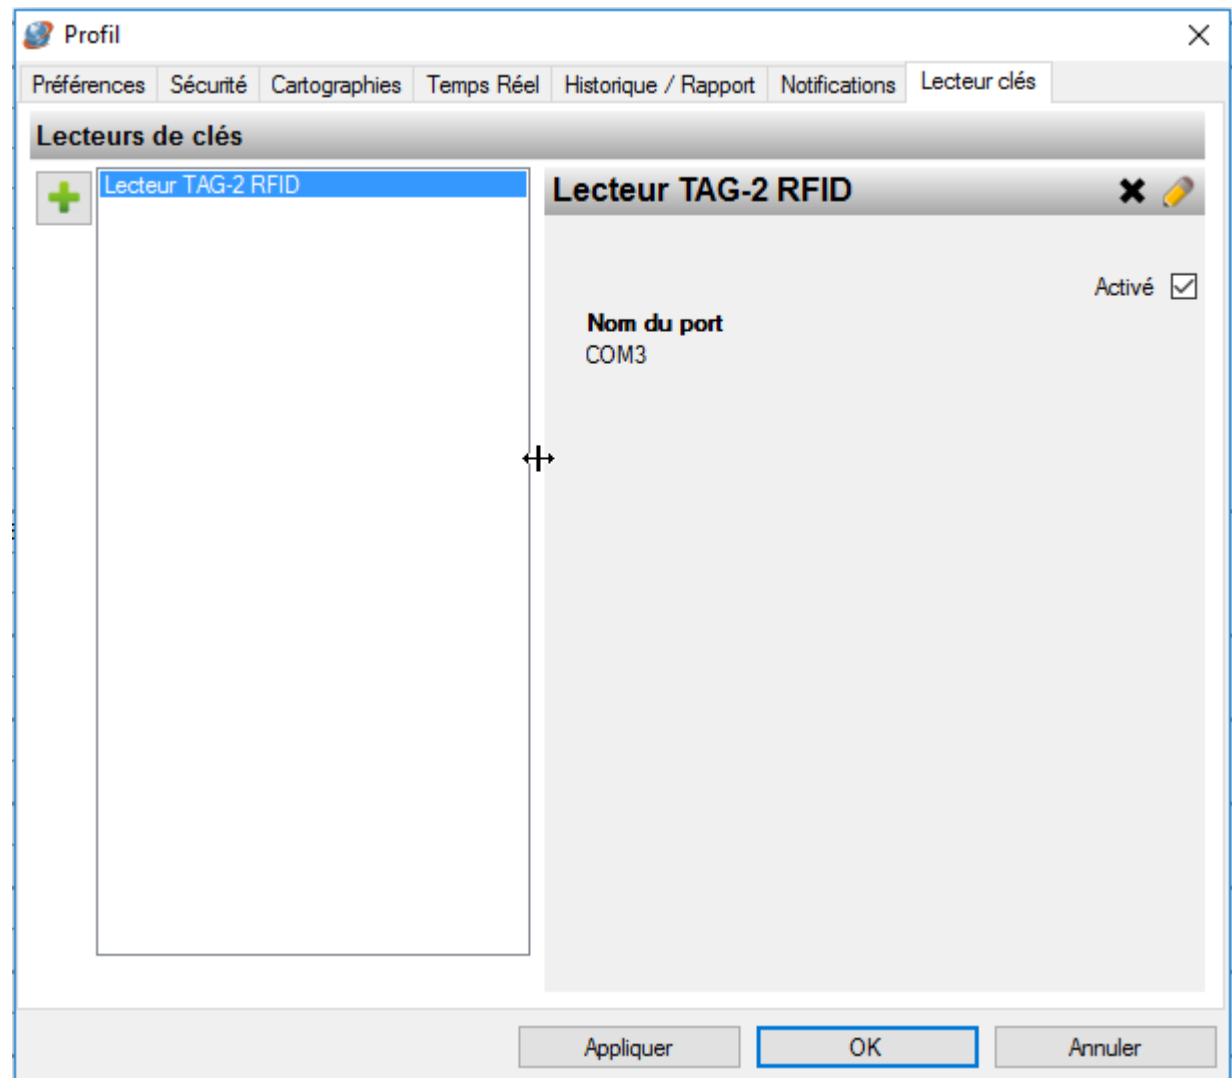 Profil
Préférences Sécurité Cartographies Temps Réel Historique / Rapport Notifications Lecteur clés
Lecteurs de clés
Lecteur TAG-2 RFID
Lecteur TAG-2 RFID
Activé
Nom du port
COM3
Appliquer OK Annuler